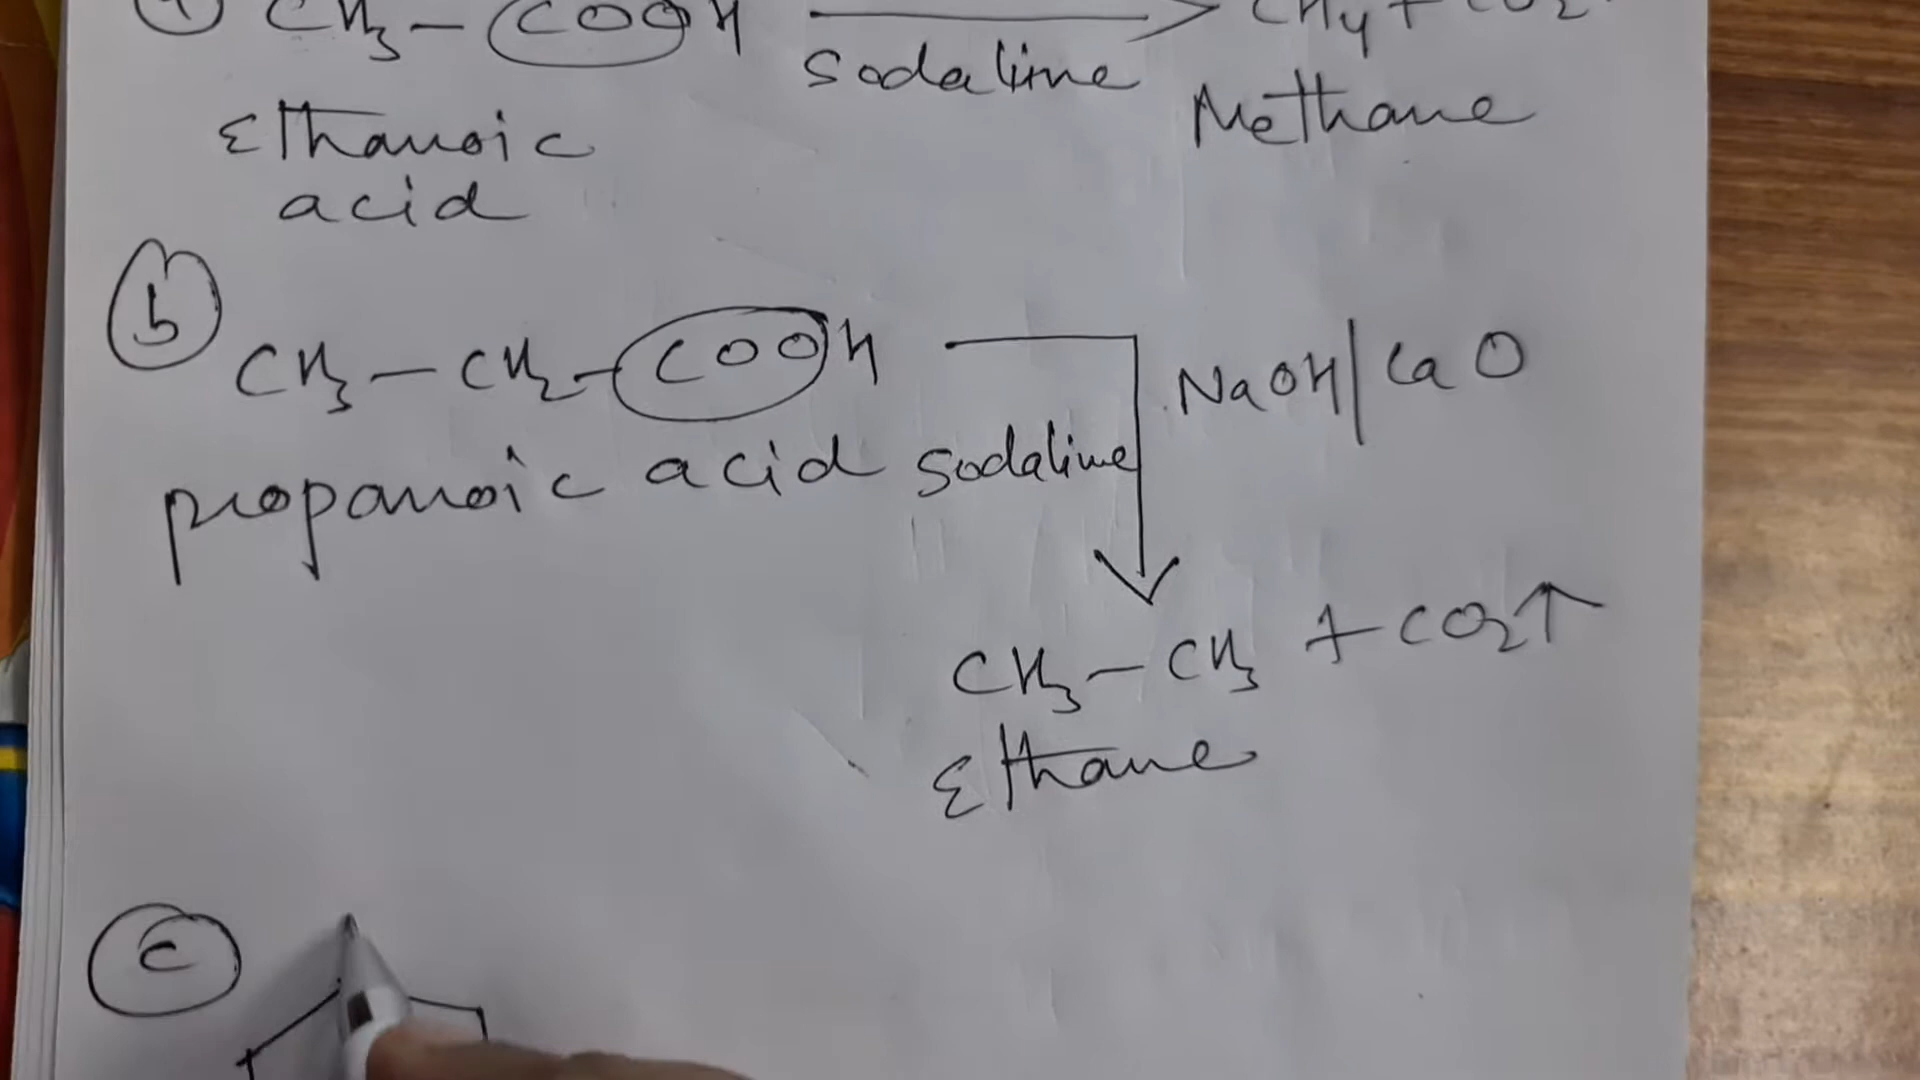 CH3 - COOH → CH4 + CO2
sodalime
Ethanoic
acid
Methane
b
CH3 - CH2 - COOH
NaOH/CaO
propanoic acid
sodalime
CH3 - CH3 + CO2↑
Ethane
c